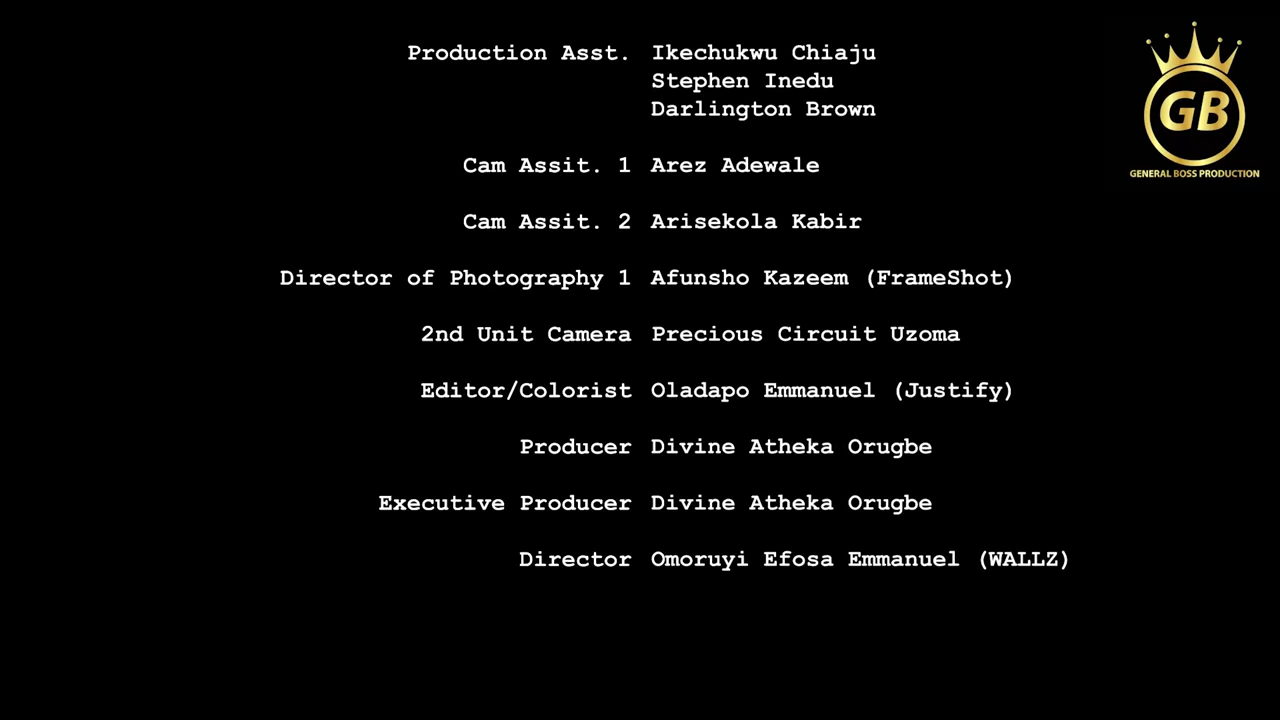 Production Asst. Ikechukwu Chiaju
Stephen Inedu
Darlington Brown
Cam Assit. 1 Arez Adewale
Cam Assit. 2 Arisekola Kabir
Director of Photography 1 Afunsho Kazeem (FrameShot)
2nd Unit Camera Precious Circuit Uzoma
Editor/Colorist Oladapo Emmanuel (Justify)
Producer Divine Atheka Orugbe
Executive Producer Divine Atheka Orugbe
Director Omoruyi Efosa Emmanuel (WALLZ)
GB
GENERAL BOSS PRODUCTION